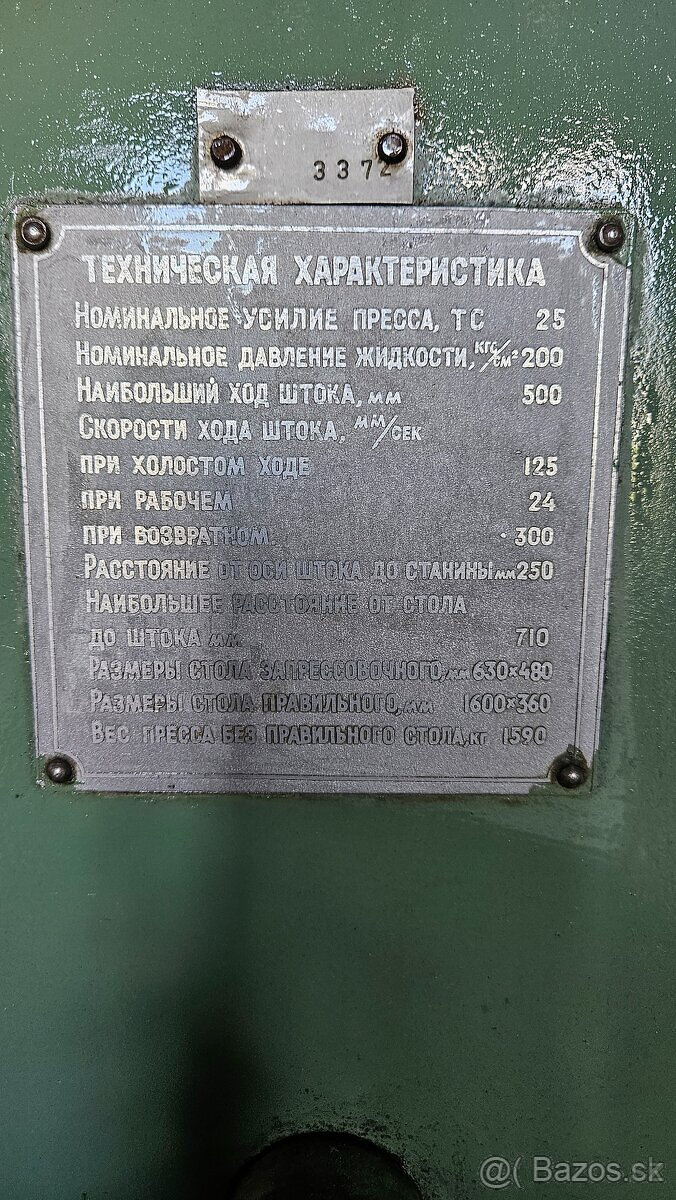 3372
ТЕХНИЧЕСКАЯ ХАРАКТЕРИСТИКА
НОМИНАЛЬНОЕ УСИЛИЕ ПРЕССА, ТС 25
НОМИНАЛЬНОЕ ДАВЛЕНИЕ ЖИДКОСТИ, КГС/СМ² 200
НАИБОЛЬШИЙ ХОД ШТОКА, ММ 500
СКОРОСТИ ХОДА ШТОКА, ММ/СЕК
ПРИ ХОЛОСТОМ ХОДЕ 125
ПРИ РАБОЧЕМ 24
ПРИ ВОЗВРАТНОМ 300
РАССТОЯНИЕ ОТ ОСИ ШТОКА ДО СТАНИНЫ ММ 250
НАИБОЛЬШЕЕ РАССТОЯНИЕ ОТ СТОЛА
ДО ШТОКА ММ 710
РАЗМЕРЫ СТОЛА ЗАПРЕССОВОЧНОГО, ММ 630×480
РАЗМЕРЫ СТОЛА ПРАВИЛЬНОГО, ММ 1600×360
ВЕС ПРЕССА БЕЗ ПРАВИЛЬНОГО СТОЛА, КГ 1590
@( Bazos.sk